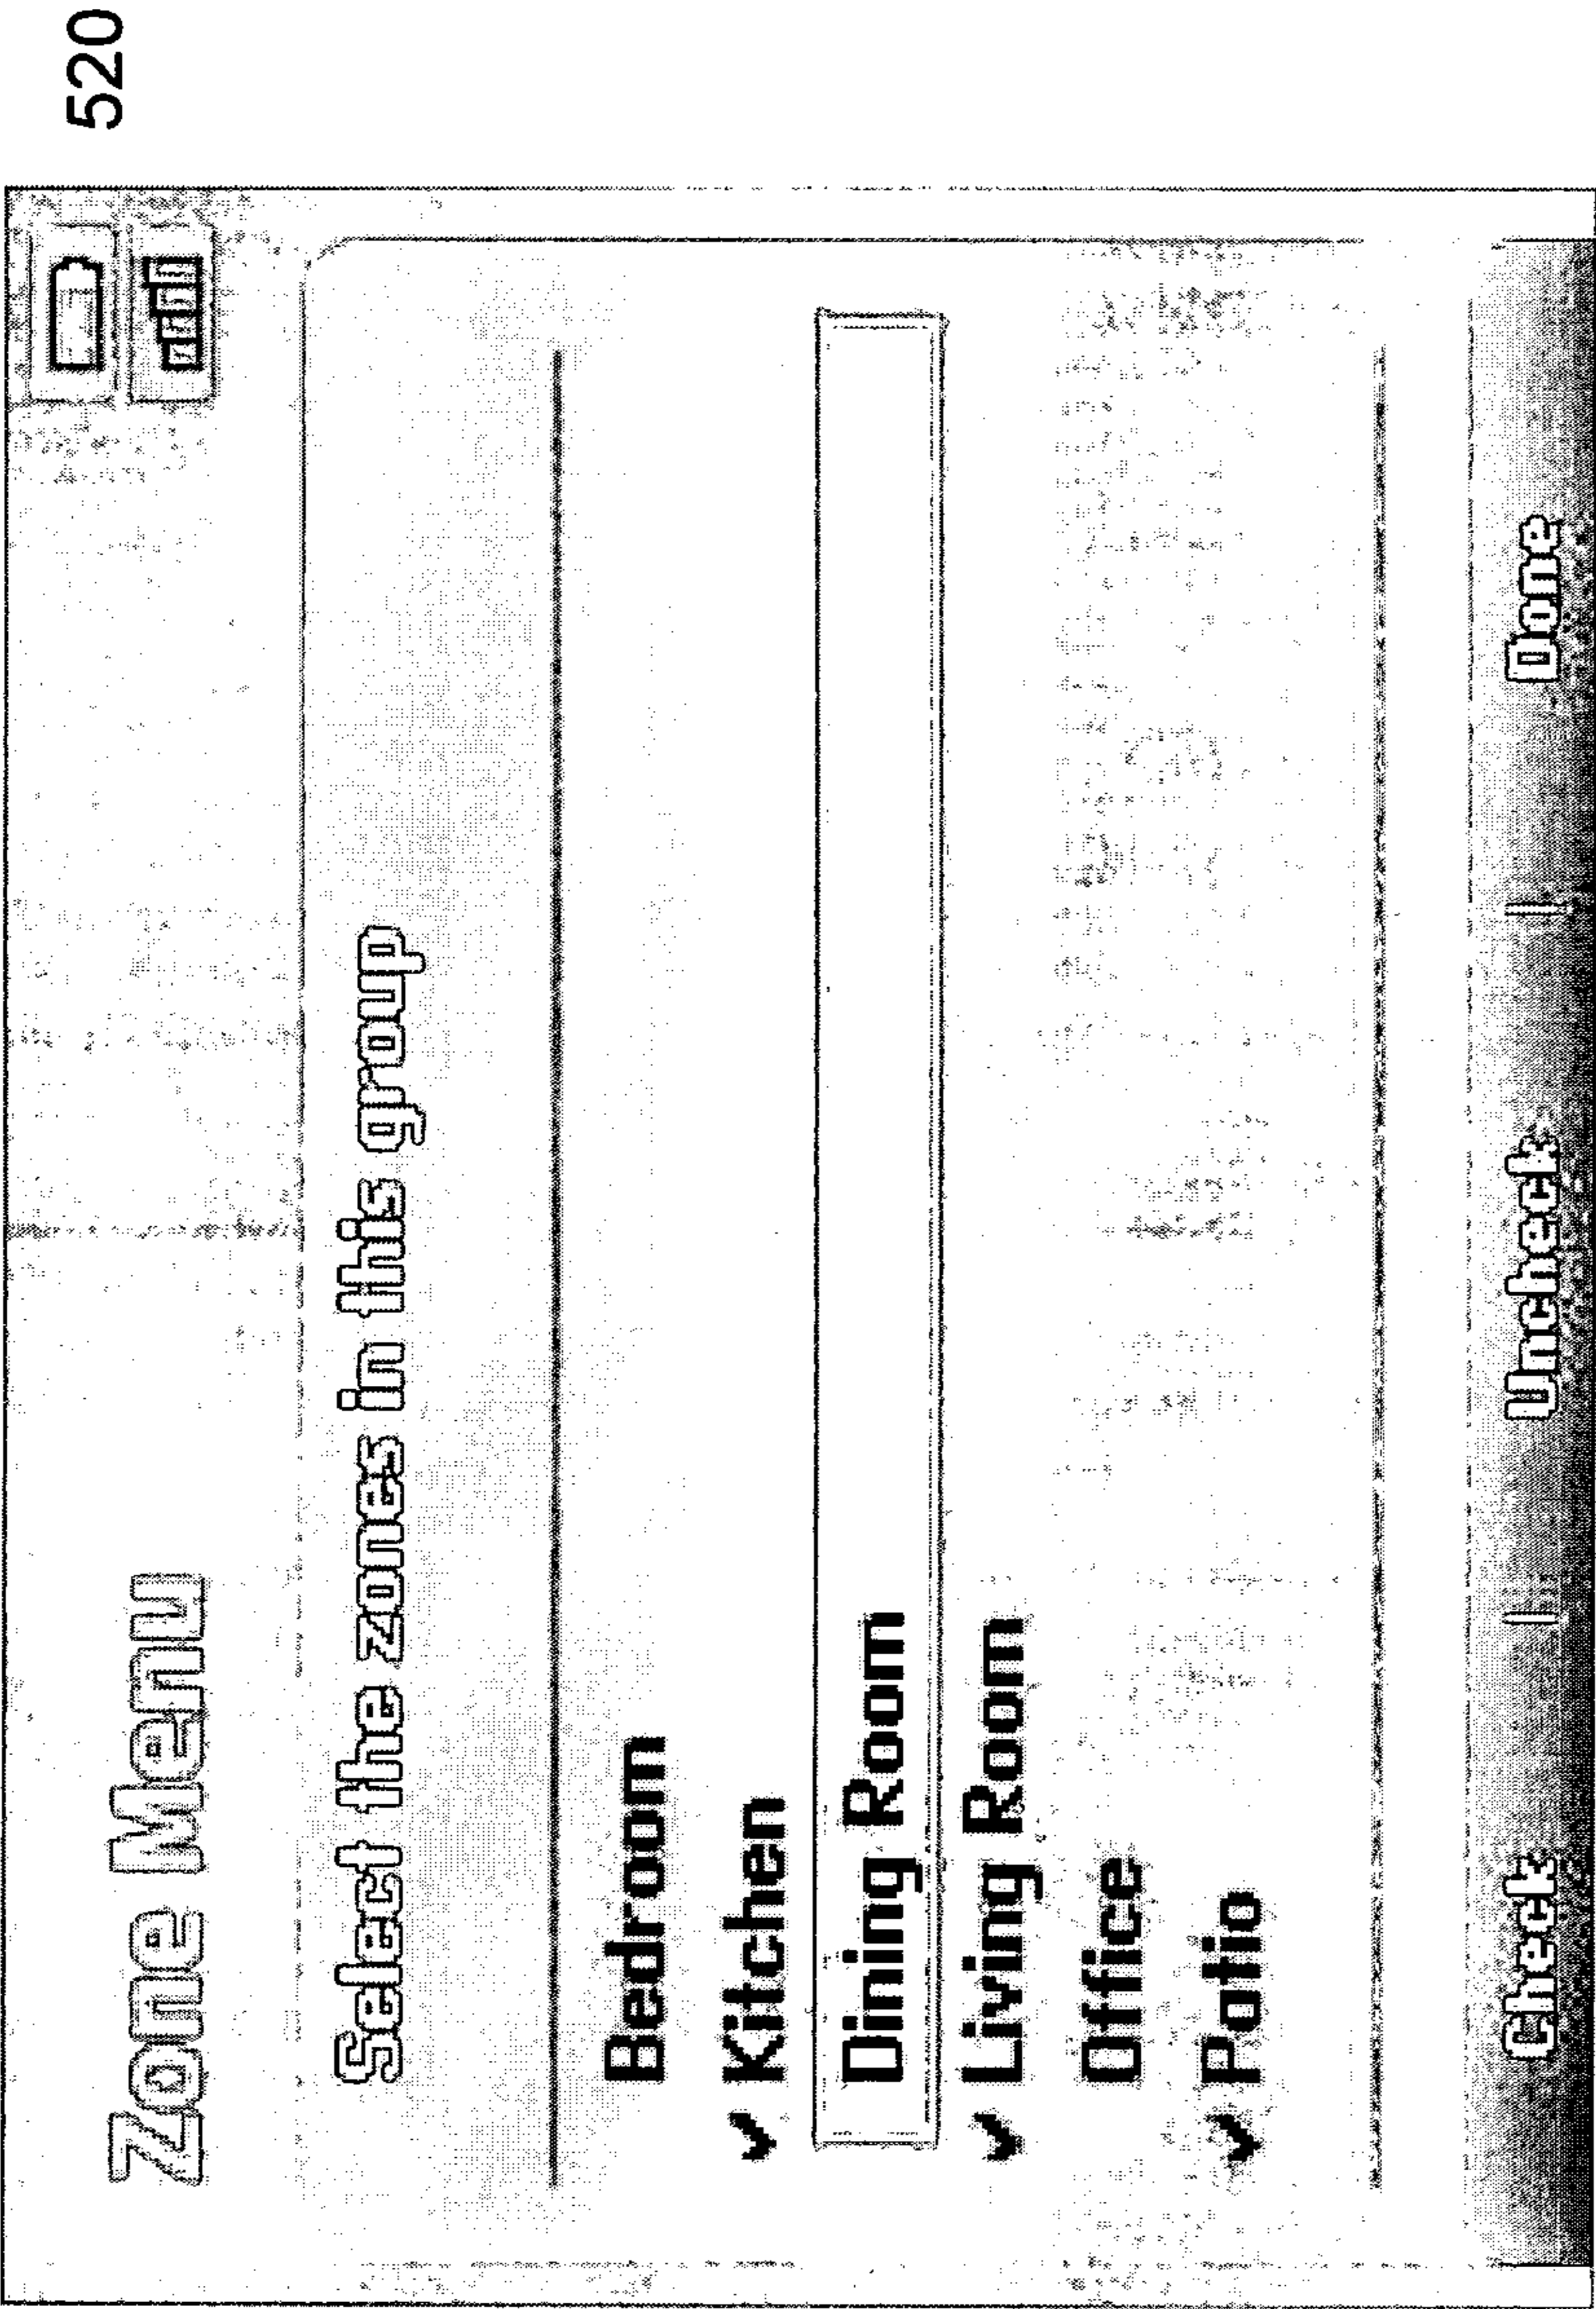 520
Zone Menu
Select the zones in this group
Bedroom
✓ Kitchen
Dining Room
✓ Living Room
Office
✓ Patio
Check | Uncheck | Done